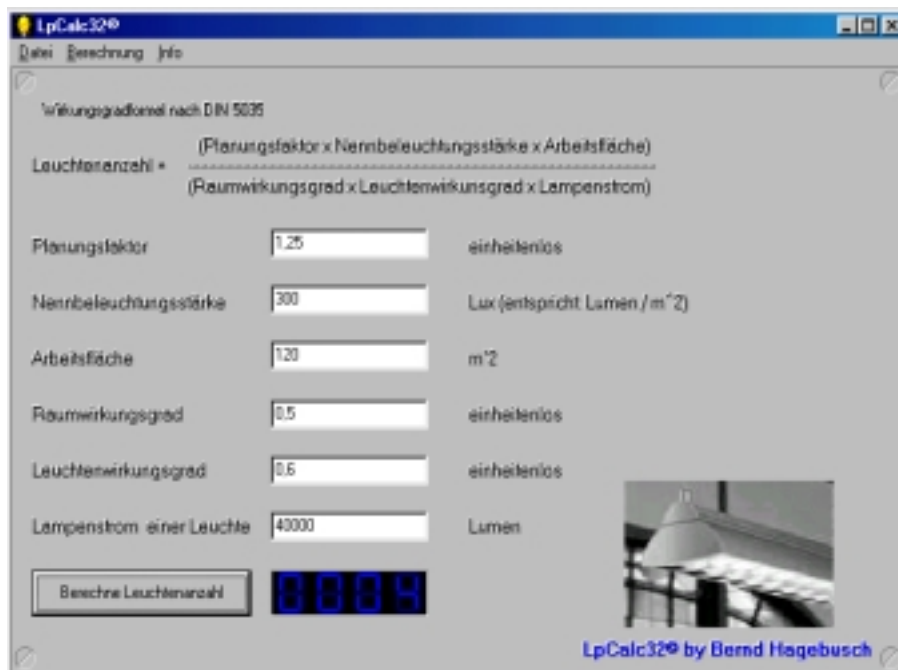 LpCalc32©
Datei Berechnung Info
Wirkungsgradformel nach DIN 5035
Leuchtenanzahl = (Planungsfaktor x Nennbeleuchtungsstärke x Arbeitsfläche)
(Raumwirkungsgrad x Leuchtenwirkunsgrad x Lampenstrom)
Planungsfaktor 1,25 einheitenlos
Nennbeleuchtungsstärke 300 Lux (entspricht Lumen / m^2)
Arbeitsfläche 120 m^2
Raumwirkungsgrad 0,5 einheitenlos
Leuchtenwirkungsgrad 0,6 einheitenlos
Lampenstrom einer Leuchte 40000 Lumen
Berechne Leuchtenanzahl 0004
LpCalc32© by Bernd Hagebusch